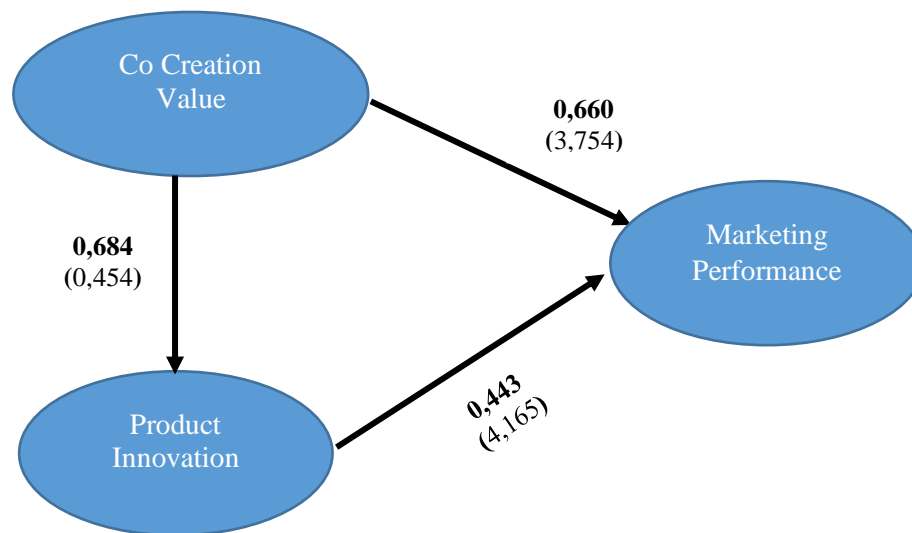 Co Creation
Value
0,660
(3,754)
0,684
(0,454)
Marketing
Performance
0,443
(4,165)
Product
Innovation